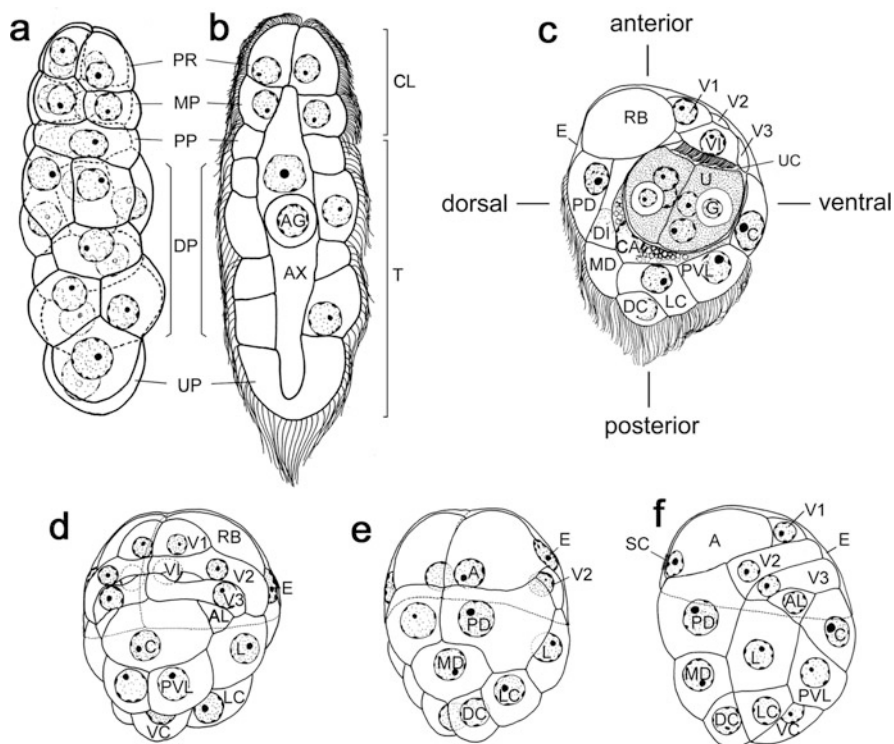 a
PR
MP
PP
DP
UP
b
CL
T
AG
AX
c
anterior
dorsal
ventral
posterior
RB
V1
V2
V3
VI
UC
E
U
G
PD
DI
CA
C
MD
PVL
LC
DC
d
V1
RB
VI
V2
V3
E
AL
C
L
PVL
LC
VC
e
E
A
V2
PD
L
MD
LC
DC
f
V1
SC
A
E
V2
V3
AL
PD
C
L
MD
PVL
DC
LC
VC